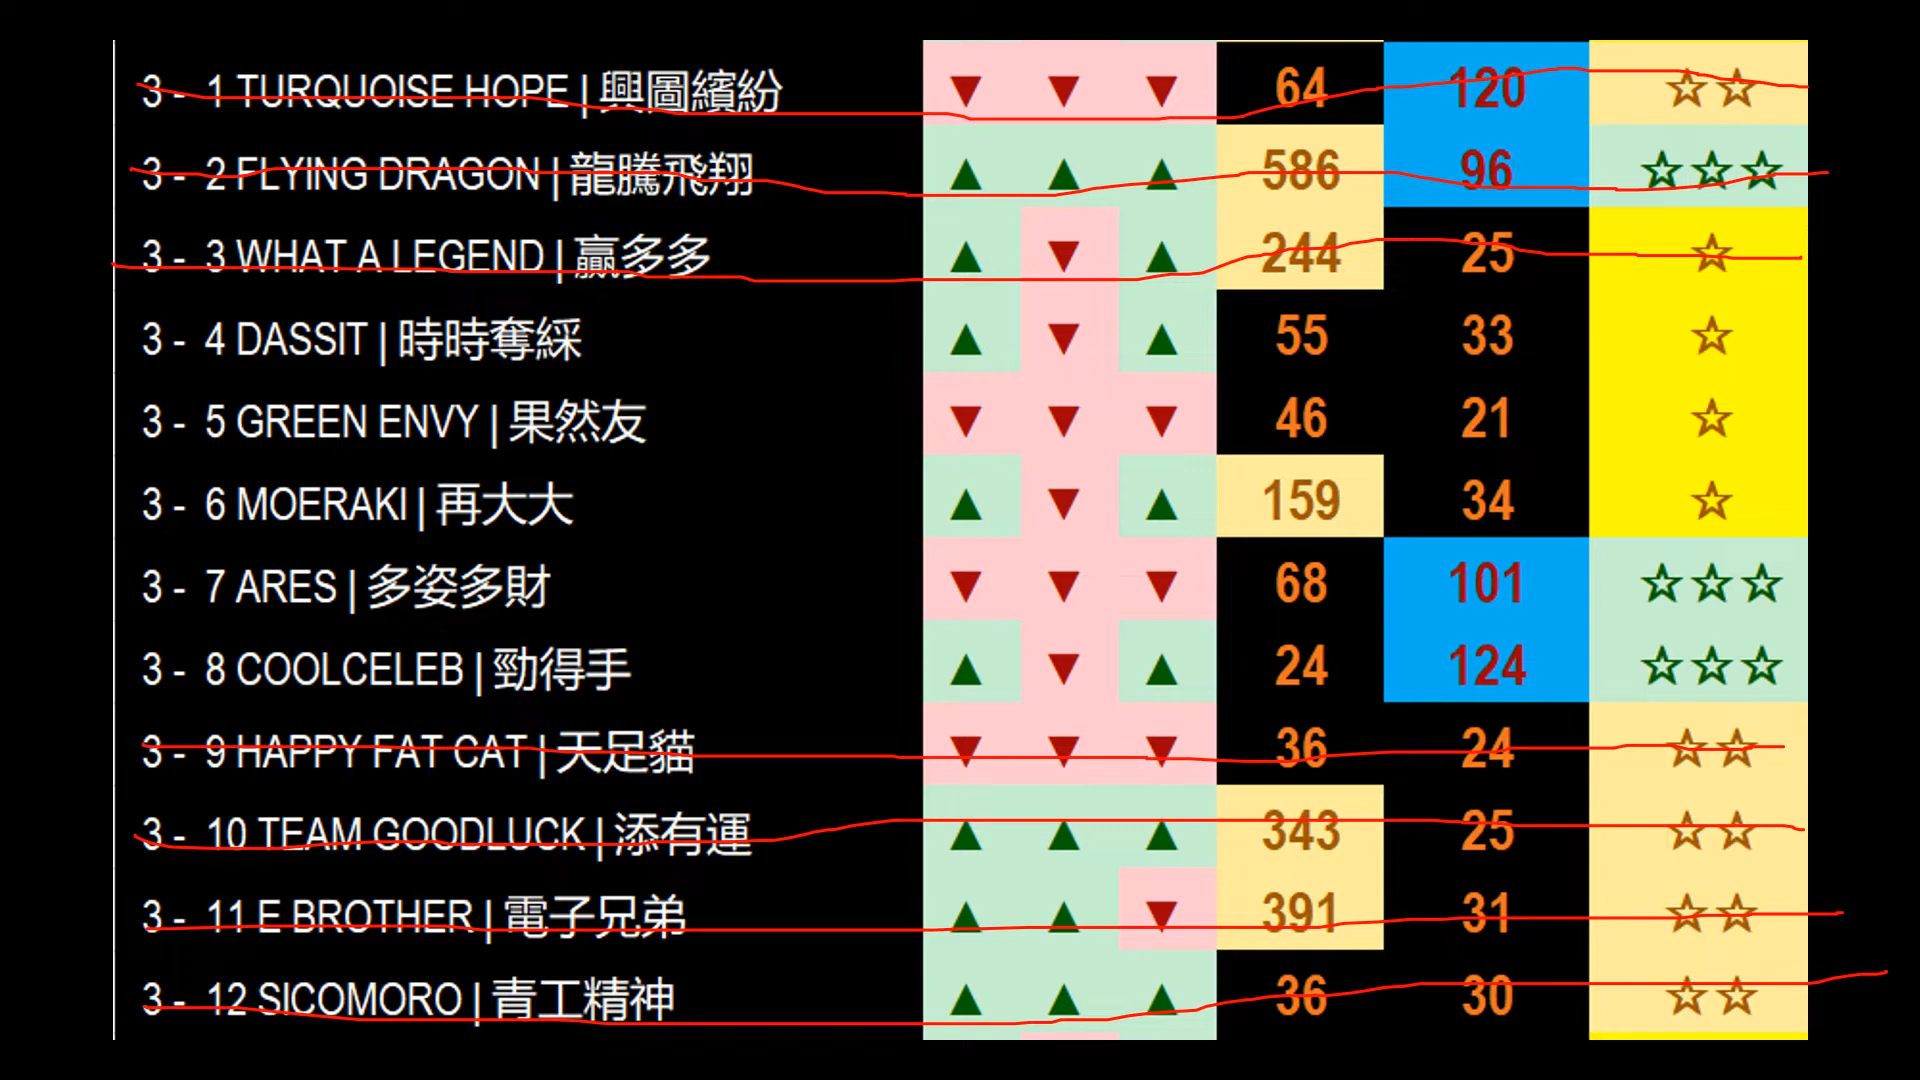 3 - 1 TURQUOISE HOPE | 興圖繽紛 ▼ ▼ ▼ 64 120 ☆☆
3 - 2 FLYING DRAGON | 龍騰飛翔 ▲ ▲ ▲ 586 96 ☆☆☆
3 - 3 WHAT A LEGEND | 贏多多 ▲ ▼ ▲ 244 25 ☆
3 - 4 DASSIT | 時時奪綵 ▲ ▼ ▲ 55 33 ☆
3 - 5 GREEN ENVY | 果然友 ▼ ▼ ▼ 46 21 ☆
3 - 6 MOERAKI | 再大大 ▲ ▼ ▲ 159 34 ☆
3 - 7 ARES | 多姿多財 ▼ ▼ ▼ 68 101 ☆☆☆
3 - 8 COOLCELEB | 勁得手 ▲ ▼ ▲ 24 124 ☆☆☆
3 - 9 HAPPY FAT CAT | 天足貓 ▼ ▼ ▼ 36 24 ☆☆
3 - 10 TEAM GOODLUCK | 添有運 ▲ ▲ ▲ 343 25 ☆☆
3 - 11 E BROTHER | 電子兄弟 ▲ ▲ ▼ 391 31 ☆☆
3 - 12 SICOMORO | 青工精神 ▲ ▲ ▲ 36 30 ☆☆